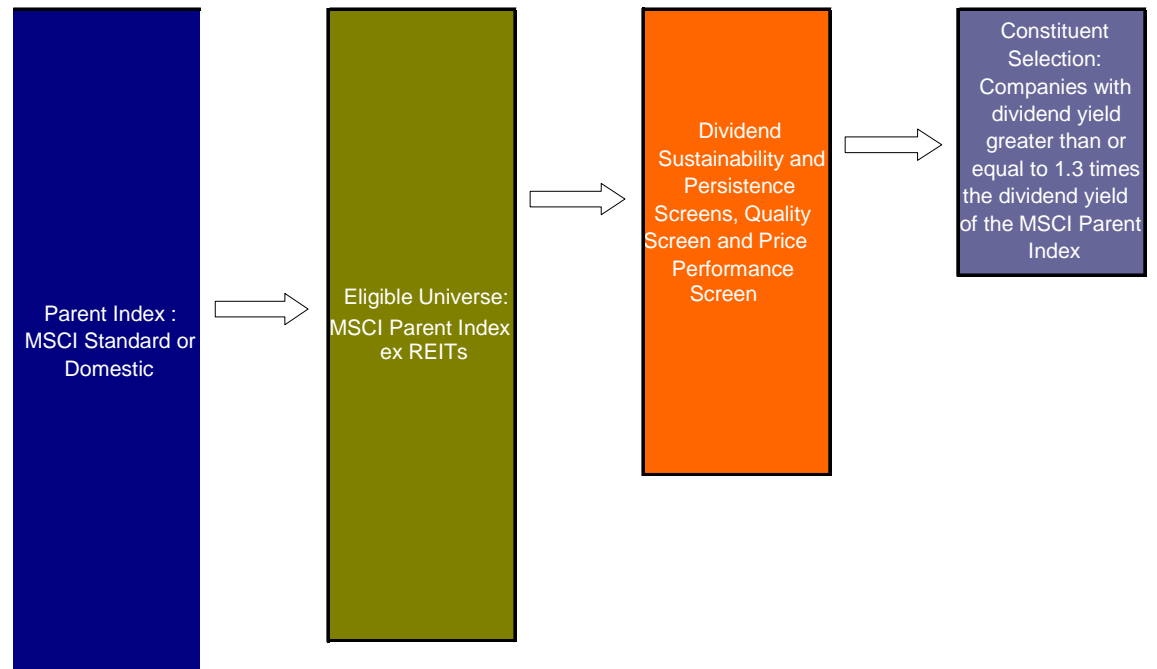 Parent Index :
MSCI Standard or
Domestic
Eligible Universe:
MSCI Parent Index
ex REITs
Dividend
Sustainability and
Persistence
Screens, Quality
Screen and Price
Performance
Screen
Constituent
Selection:
Companies with
dividend yield
greater than or
equal to 1.3 times
the dividend yield
of the MSCI Parent
Index